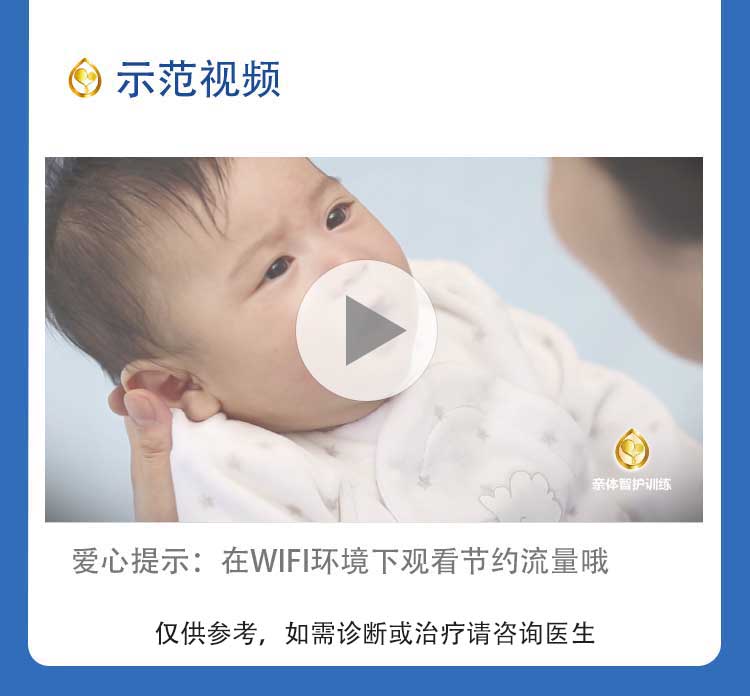 示范视频
亲体智护训练
爱心提示：在WIFI环境下观看节约流量哦
仅供参考，如需诊断或治疗请咨询医生